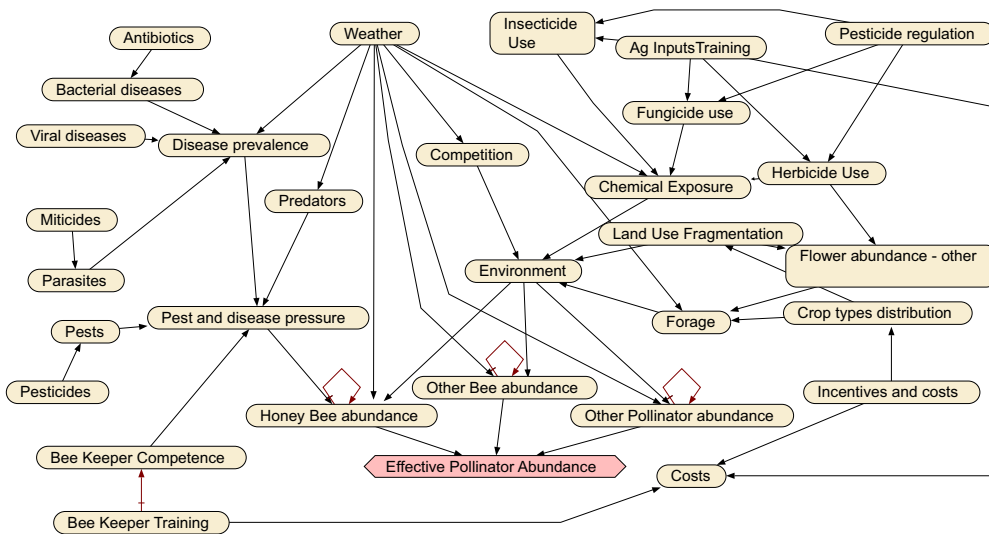 Antibiotics
Weather
Insecticide
Use
Ag InputsTraining
Pesticide regulation
Bacterial diseases
Fungicide use
Viral diseases
Disease prevalence
Competition
Chemical Exposure
Herbicide Use
Predators
Miticides
Land Use Fragmentation
Parasites
Environment
Flower abundance - other
Pest and disease pressure
Forage
Crop types distribution
Pests
Pesticides
Other Bee abundance
Incentives and costs
Honey Bee abundance
Other Pollinator abundance
Bee Keeper Competence
Effective Pollinator Abundance
Costs
Bee Keeper Training